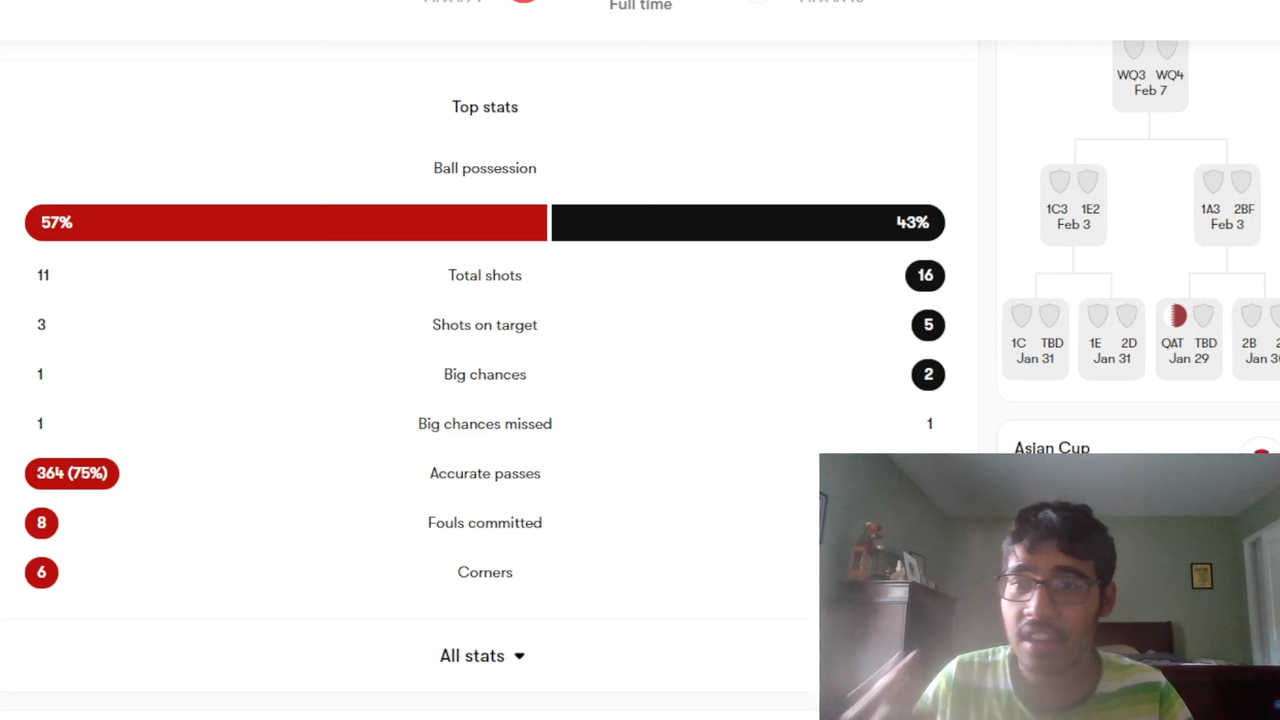 Full time
WQ3 WQ4
Feb 7
Top stats
Ball possession
57% 43%
1C3 1E2
Feb 3
1A3 2BF
Feb 3
11 Total shots 16
3 Shots on target 5
1C TBD
Jan 31
1E 2D
Jan 31
QAT TBD
Jan 29
2B
1 Big chances 2
1 Big chances missed 1
Asian Cup
364 (75%) Accurate passes
8 Fouls committed
6 Corners
All stats